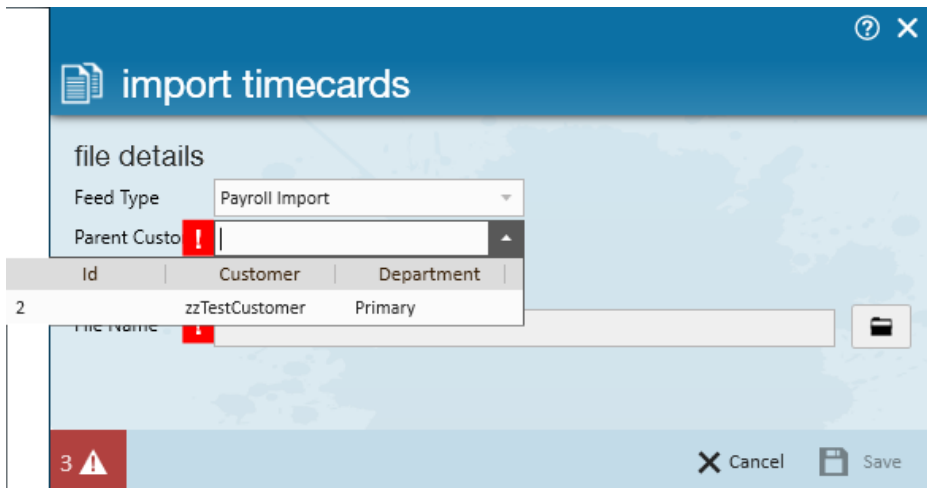 import timecards
file details
Feed Type Payroll Import
Parent Custo !
Id Customer Department
2 zzTestCustomer Primary
File Name !
3 Cancel Save